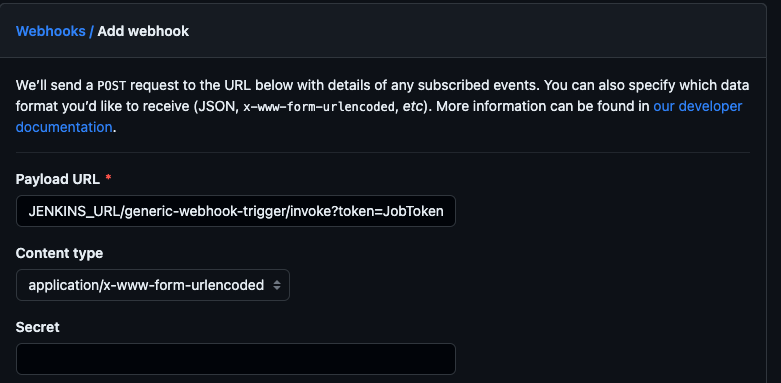 Webhooks / Add webhook
We’ll send a POST request to the URL below with details of any subscribed events. You can also specify which data
format you’d like to receive (JSON, x-www-form-urlencoded, etc). More information can be found in our developer
documentation.
Payload URL *
JENKINS_URL/generic-webhook-trigger/invoke?token=JobToken
Content type
application/x-www-form-urlencoded
Secret